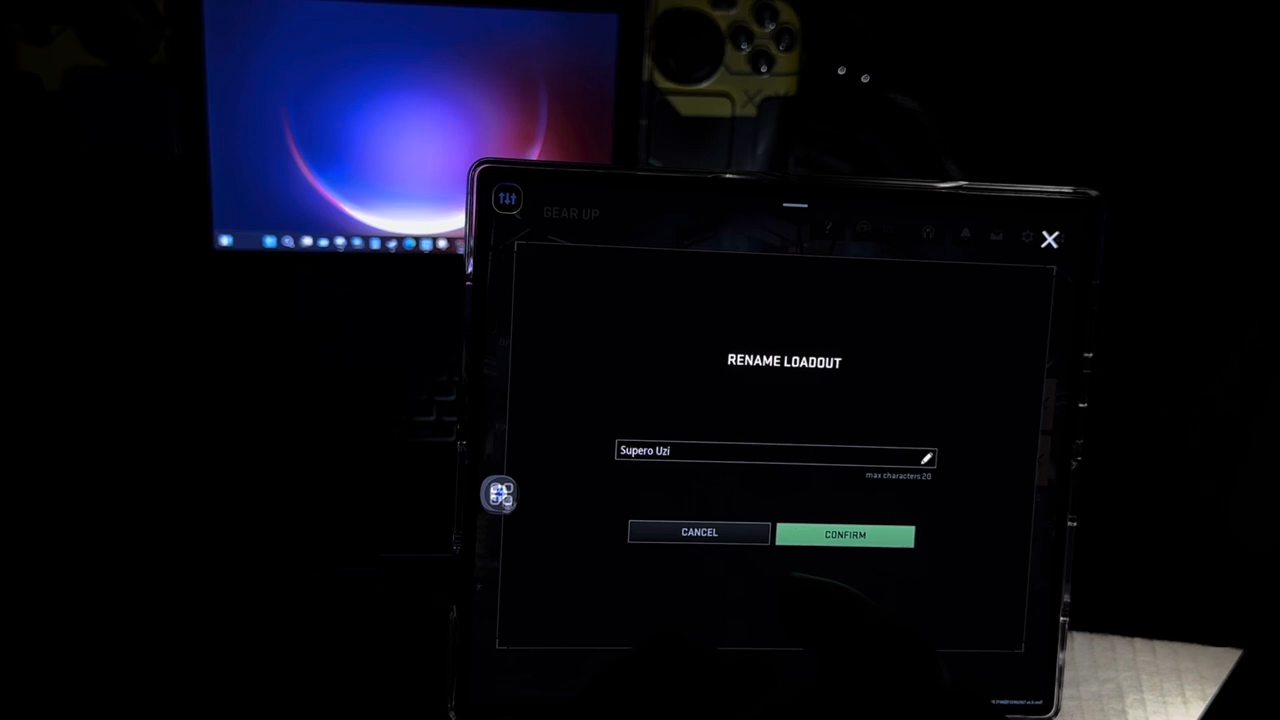 GEAR UP
RENAME LOADOUT
Supero Uzi
max characters 20
CANCEL
CONFIRM